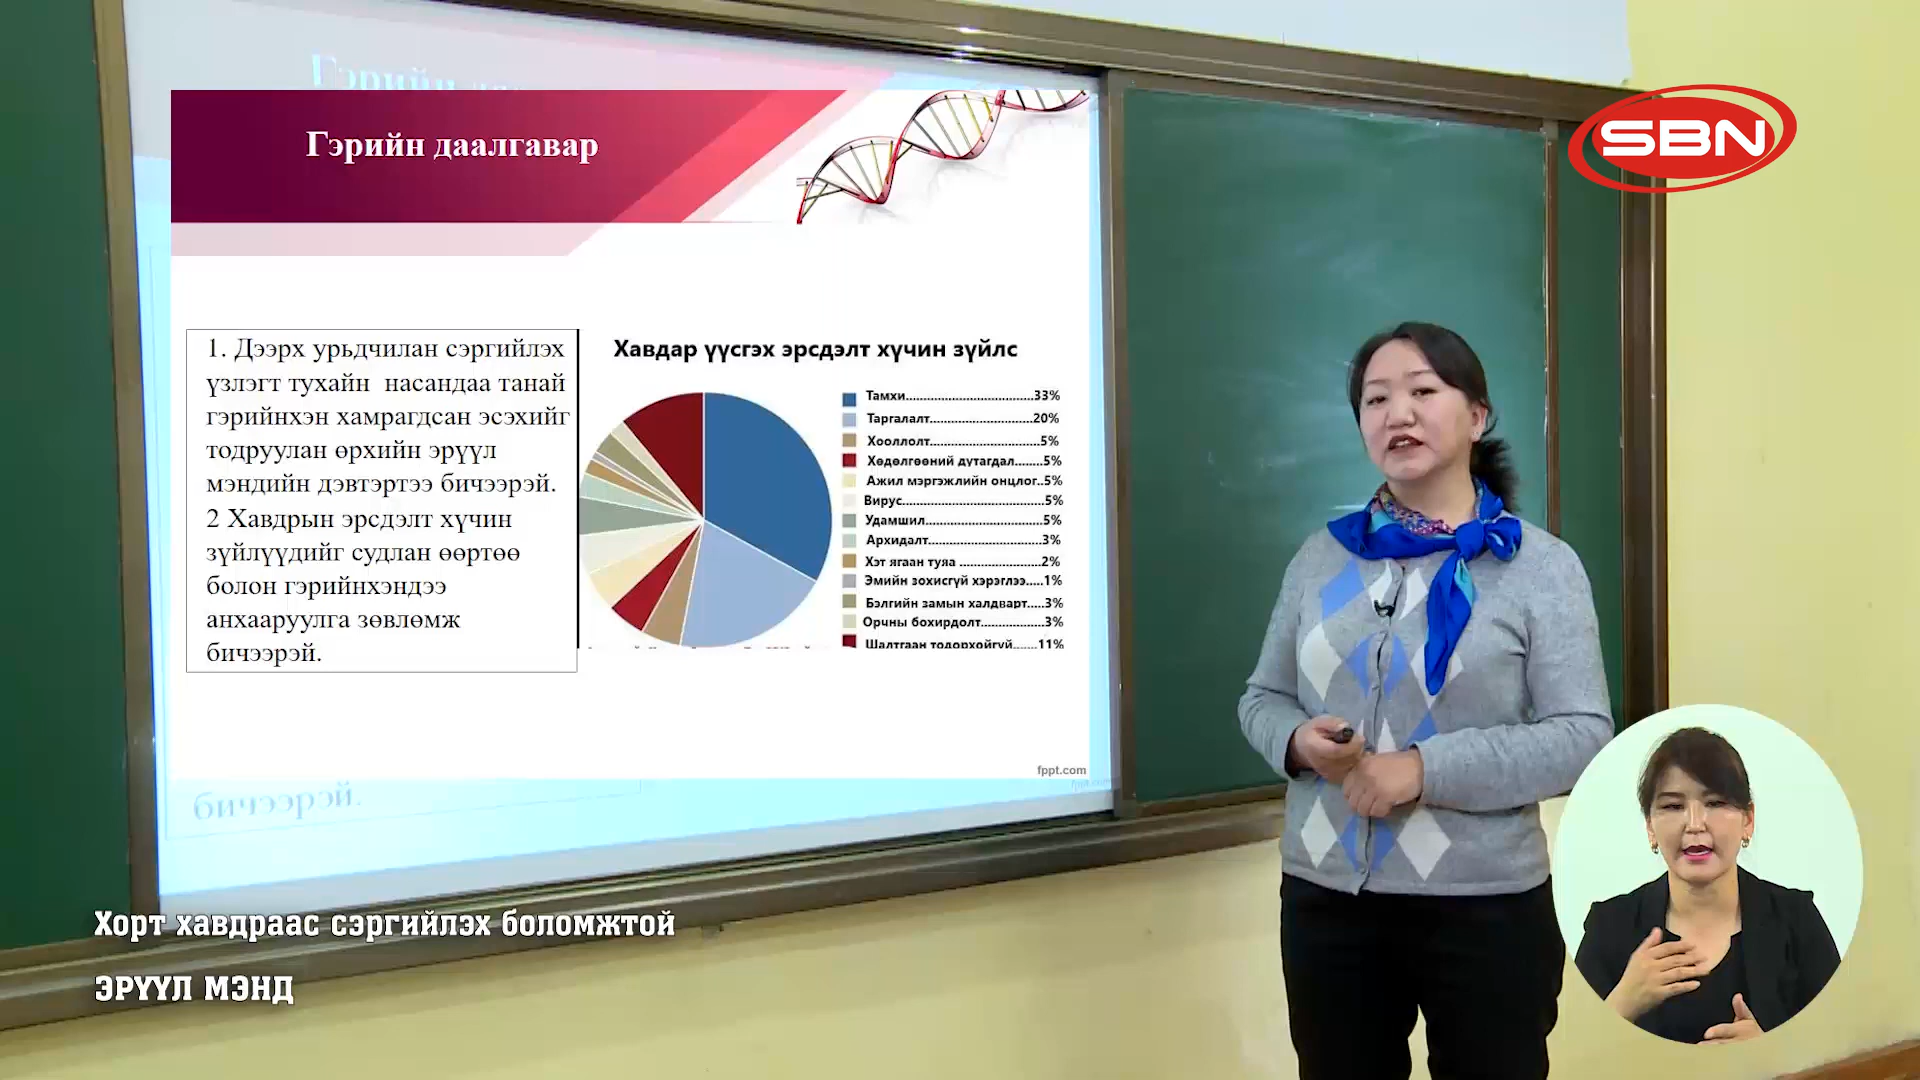 Гэрийн
Гэрийн даалгавар
SBN
1. Дээрх урьдчилан сэргийлэх
үзлэгт тухайн насандаа танай
гэрийнхэн хамрагдсан эсэхийг
тодруулан өрхийн эрүүл
мэндийн дэвтэртээ бичээрэй.
2 Хавдрын эрсдэлт хүчин
зүйлүүдийг судлан өөртөө
болон гэрийнхэндээ
анхааруулга зөвлөмж
бичээрэй.
Хавдар үүсгэх эрсдэлт хүчин зүйлс
Тамхи.......................................33%
Таргалалт..........................20%
Хооллолт...........................5%
Хөдөлгөөний дутагдал........5%
Ажил мэргэжлийн онцлог..5%
Вирус....................................5%
Удамшил.............................5%
Архидалт............................3%
Хэт ягаан туяа ....................2%
Эмийн зохисгүй хэрэглээ.....1%
Бэлгийн замын халдварт.....3%
Орчны бохирдолт..................3%
Шалтгаан тодорхойгүй.......11%
fppt.com
fppt.com
бичээрэй.
Хорт хавдраас сэргийлэх боломжтой
ЭРҮҮЛ МЭНД